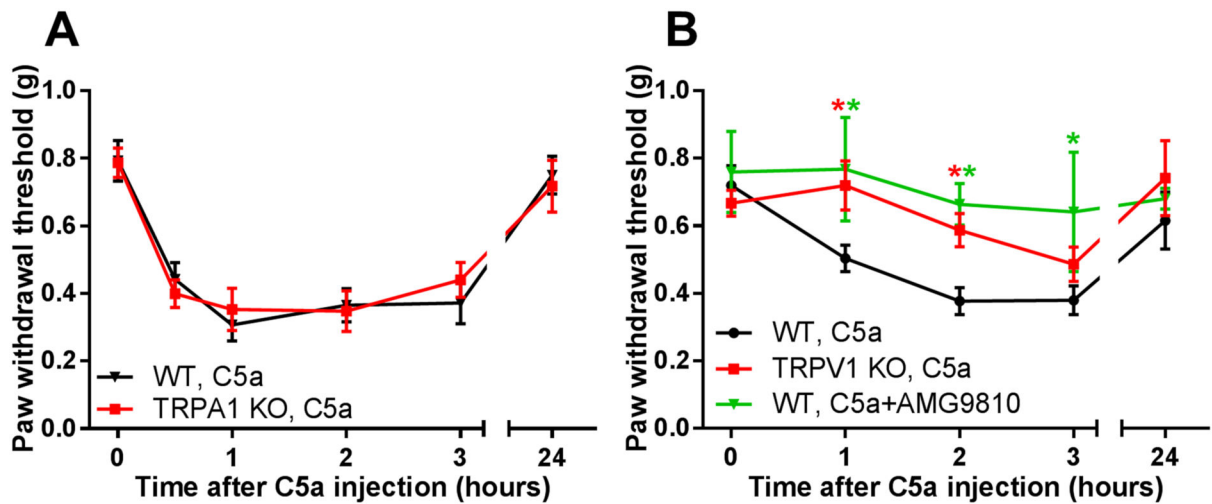 A
Paw withdrawal threshold (g)
1.0
0.8
0.6
0.4
0.2
0.0
WT, C5a
TRPA1 KO, C5a
0 1 2 3 24
Time after C5a injection (hours)
B
Paw withdrawal threshold (g)
1.0
0.8
0.6
0.4
0.2
0.0
**
**
*
WT, C5a
TRPV1 KO, C5a
WT, C5a+AMG9810
0 1 2 3 24
Time after C5a injection (hours)